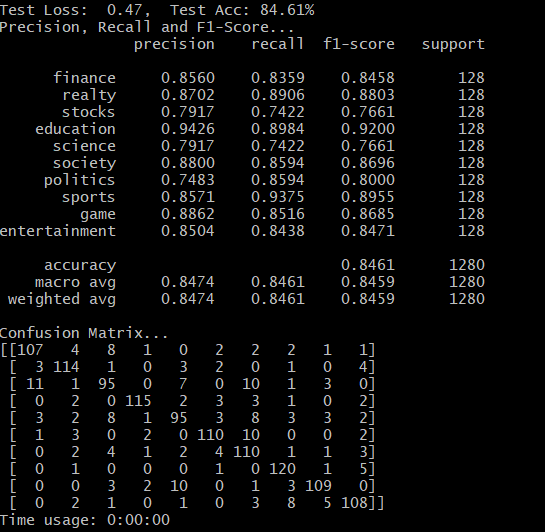 Test Loss:  0.47,  Test Acc: 84.61%
Precision, Recall and F1-Score...
               precision    recall  f1-score   support

      finance     0.8560    0.8359    0.8458       128
       realty     0.8702    0.8906    0.8803       128
       stocks     0.7917    0.7422    0.7661       128
    education     0.9426    0.8984    0.9200       128
      science     0.7917    0.7422    0.7661       128
      society     0.8800    0.8594    0.8696       128
     politics     0.7483    0.8594    0.8000       128
       sports     0.8571    0.9375    0.8955       128
         game     0.8862    0.8516    0.8685       128
entertainment     0.8504    0.8438    0.8471       128

     accuracy                         0.8461      1280
    macro avg     0.8474    0.8461    0.8459      1280
 weighted avg     0.8474    0.8461    0.8459      1280

Confusion Matrix...
[[107   4   8   1   0   2   2   2   1   1]
 [  3 114   1   0   3   2   0   1   0   4]
 [ 11   1  95   0   7   0  10   1   3   0]
 [  0   2   0 115   2   3   3   1   0   2]
 [  3   2   8   1  95   3   8   3   3   2]
 [  1   3   0   2   0 110  10   0   0   2]
 [  0   2   4   1   2   4 110   1   1   3]
 [  0   1   0   0   0   1   0 120   1   5]
 [  0   0   3   2  10   0   1   3 109   0]
 [  0   2   1   0   1   0   3   8   5 108]]
Time usage: 0:00:00